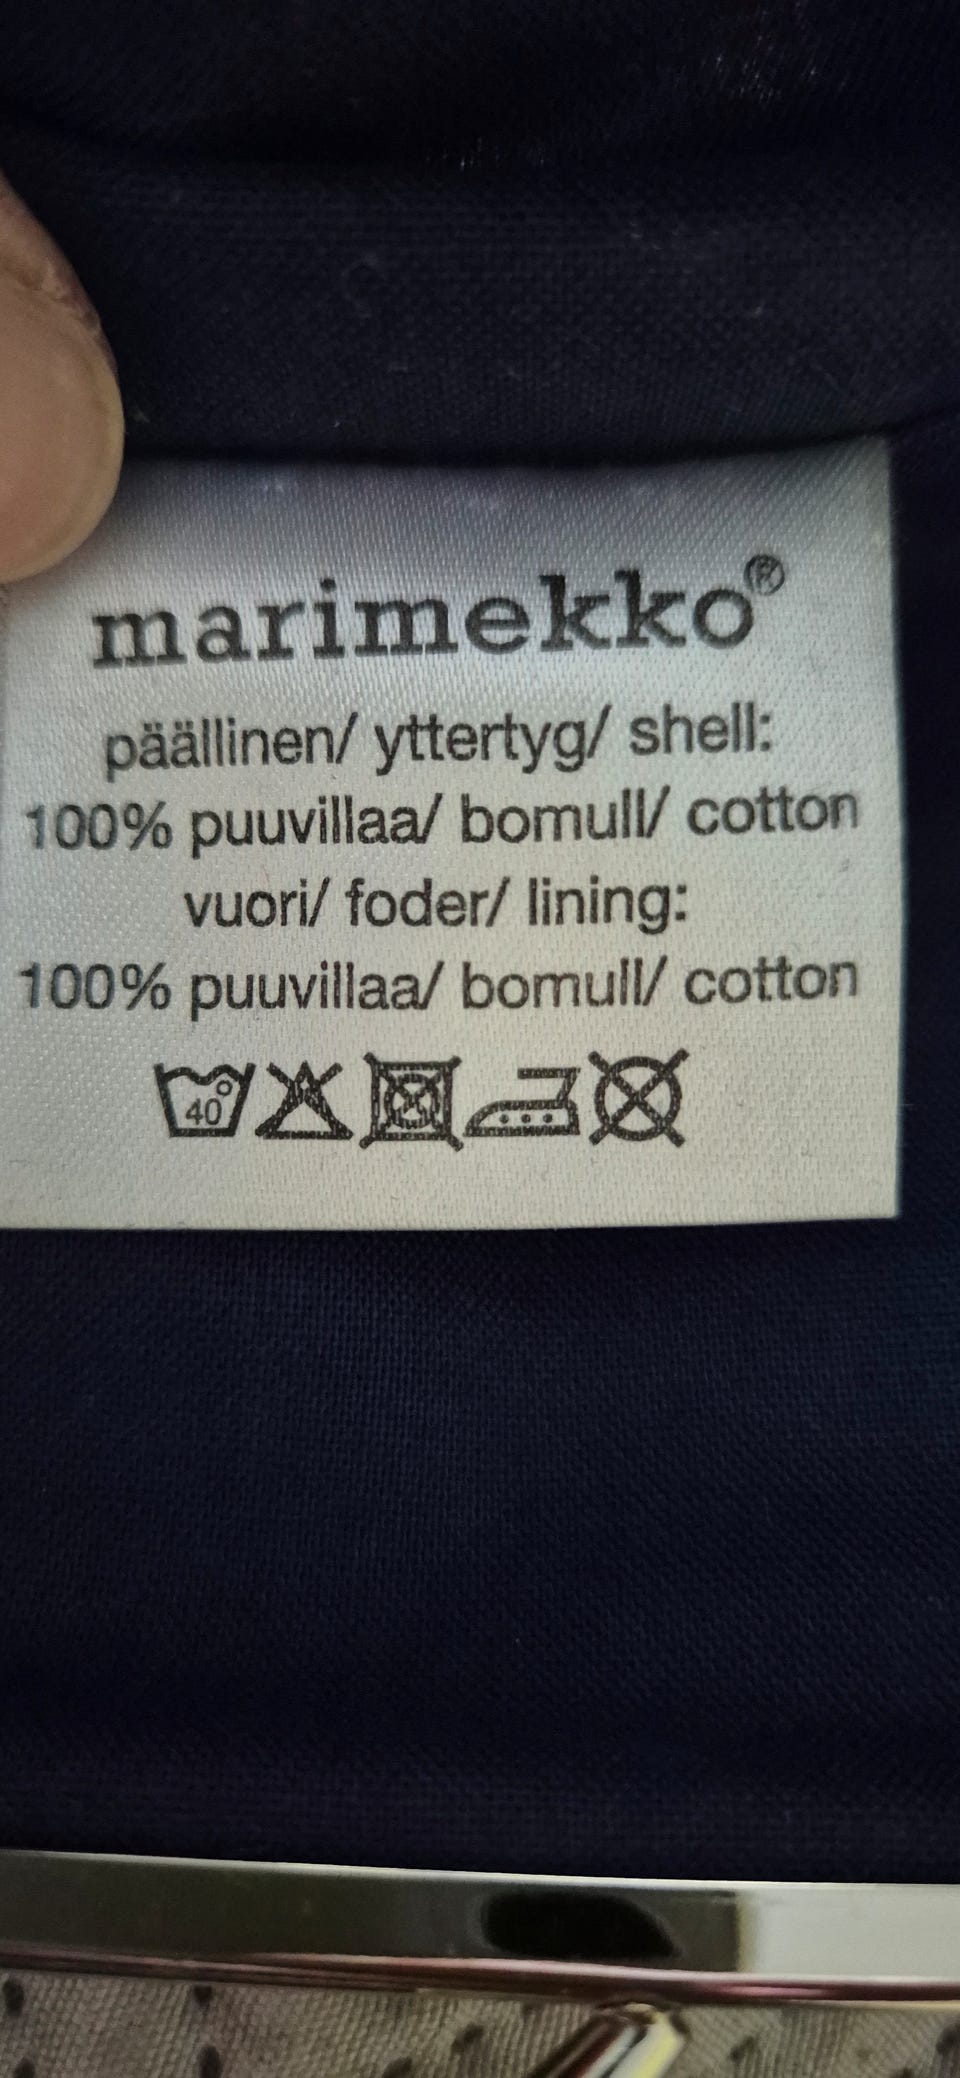 marimekko®
päällinen/ yttertyg/ shell:
100% puuvillaa/ bomull/ cotton
vuori/ foder/ lining:
100% puuvillaa/ bomull/ cotton
40°